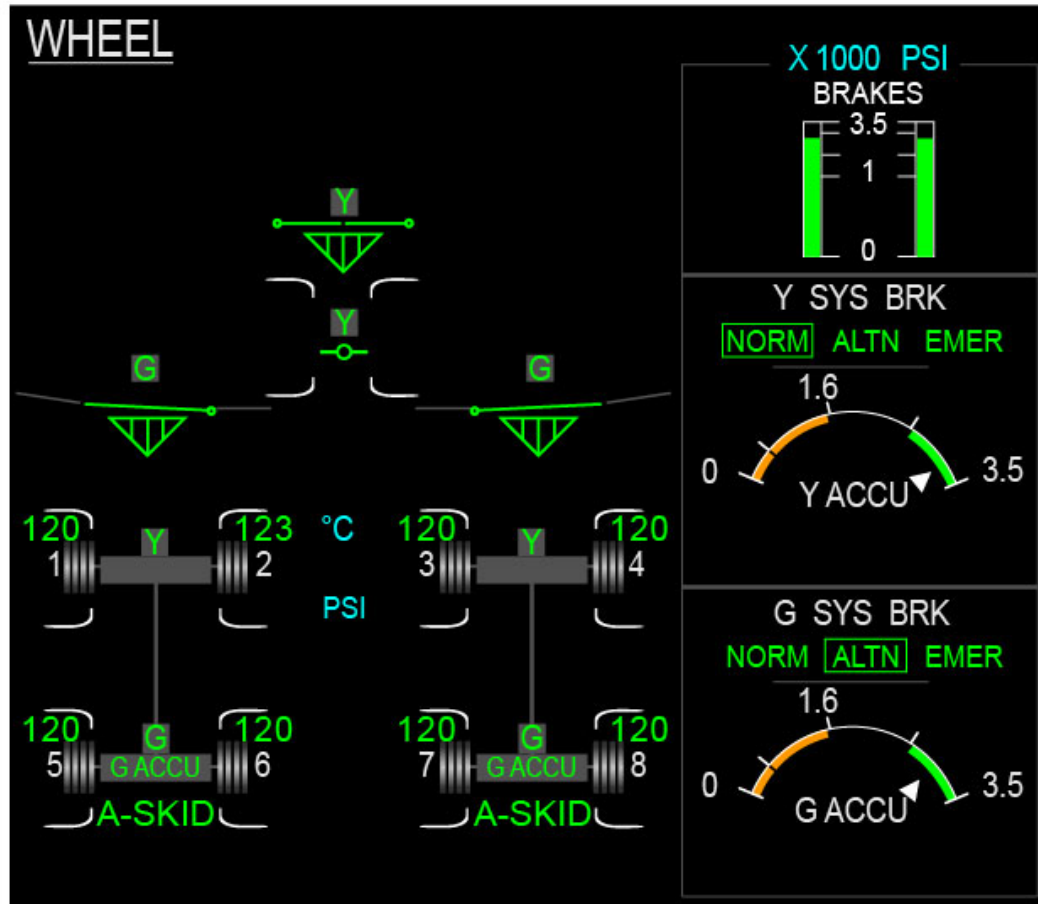 WHEEL
X 1000 PSI
BRAKES
3.5
1
0
Y
Y
G G
Y SYS BRK
NORM ALTN EMER
1.6
0 3.5
Y ACCU
120 123 °C 120 120
Y Y
1 2 3 4
PSI
G SYS BRK
NORM ALTN EMER
1.6
0 3.5
G ACCU
120 120 120 120
G G
5 G ACCU 6 7 G ACCU 8
A-SKID A-SKID